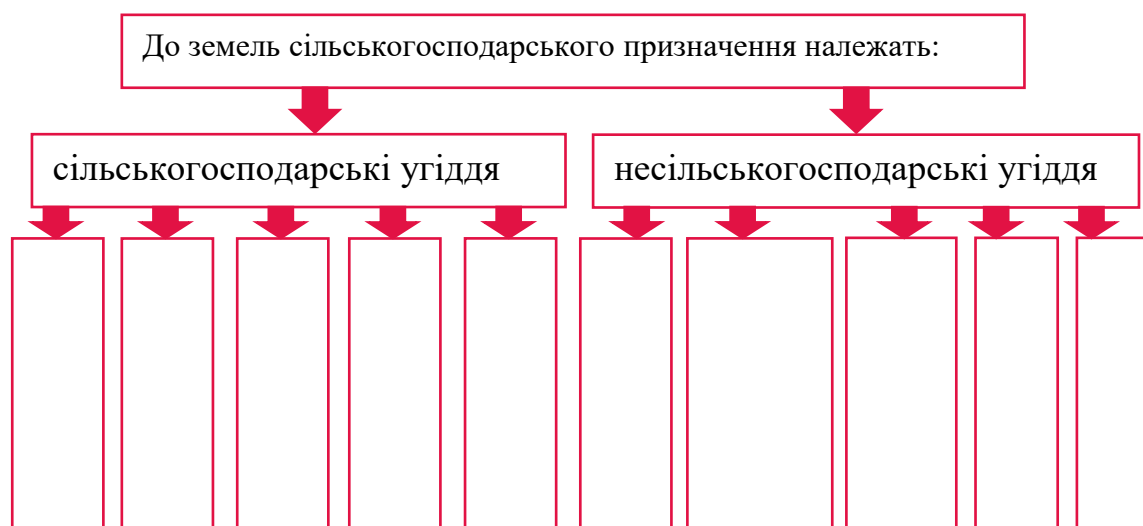 До земель сільськогосподарського призначення належать:
сільськогосподарські угіддя
несільськогосподарські угіддя